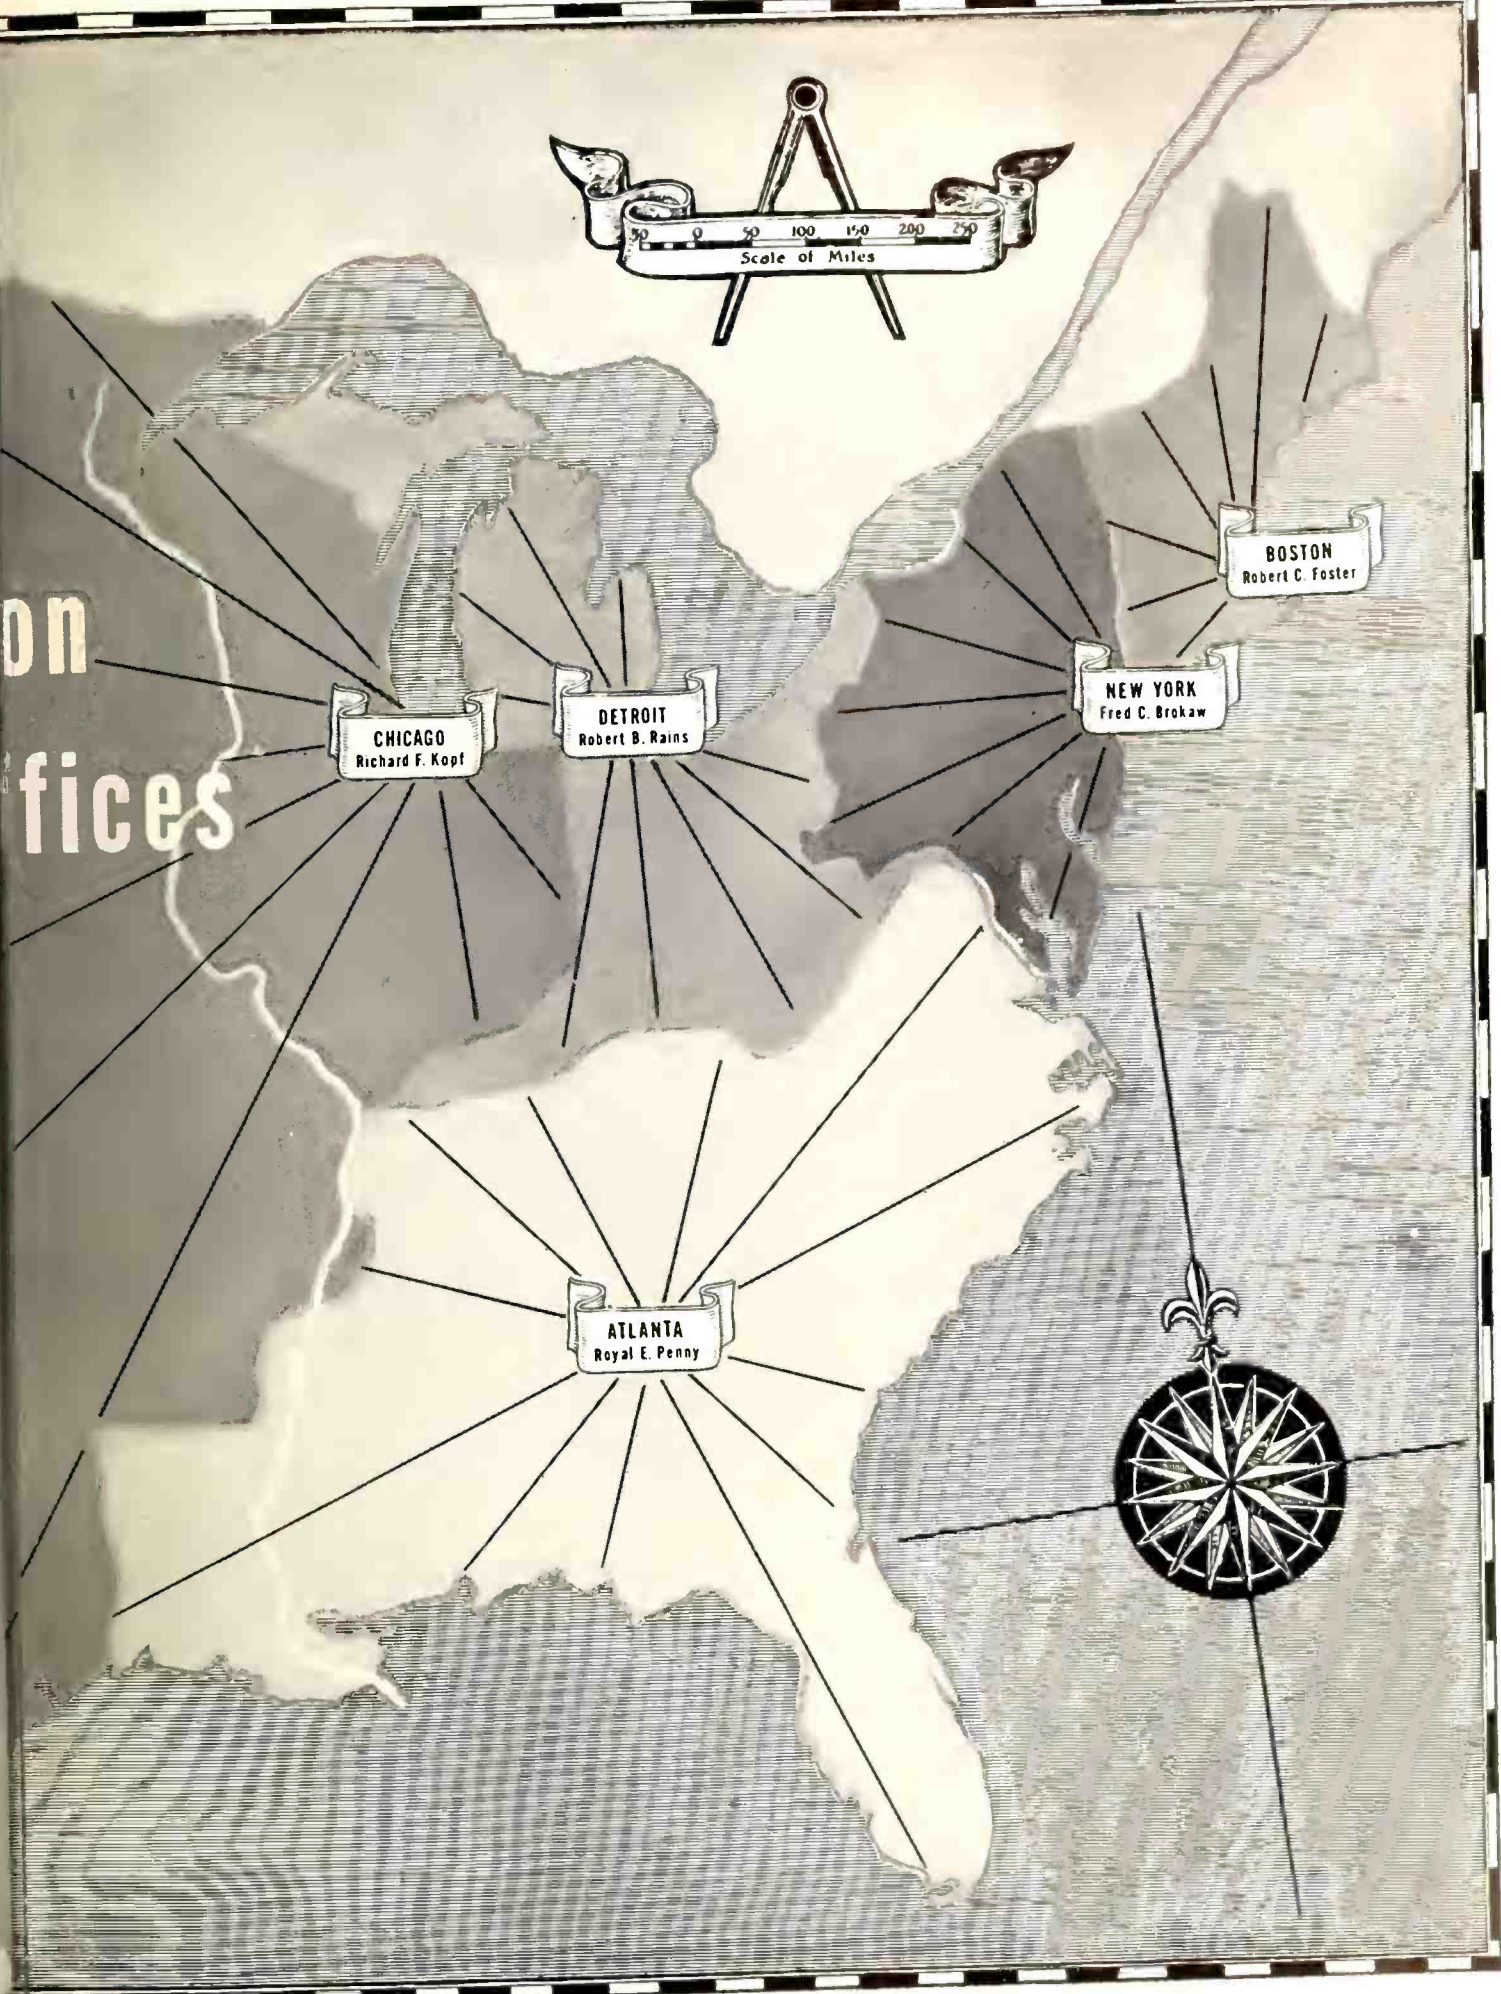 50 0 50 100 150 200 250
Scale of Miles
BOSTON
Robert C. Foster
on
NEW YORK
Fred C. Brokaw
DETROIT
Robert B. Rains
CHICAGO
Richard F. Kopf
fices
ATLANTA
Royal E. Penny